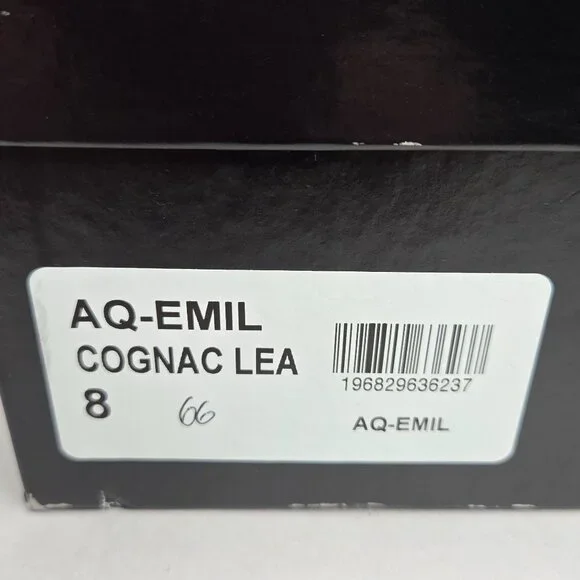 AQ-EMIL
COGNAC LEA
8 66
196829636237
AQ-EMIL